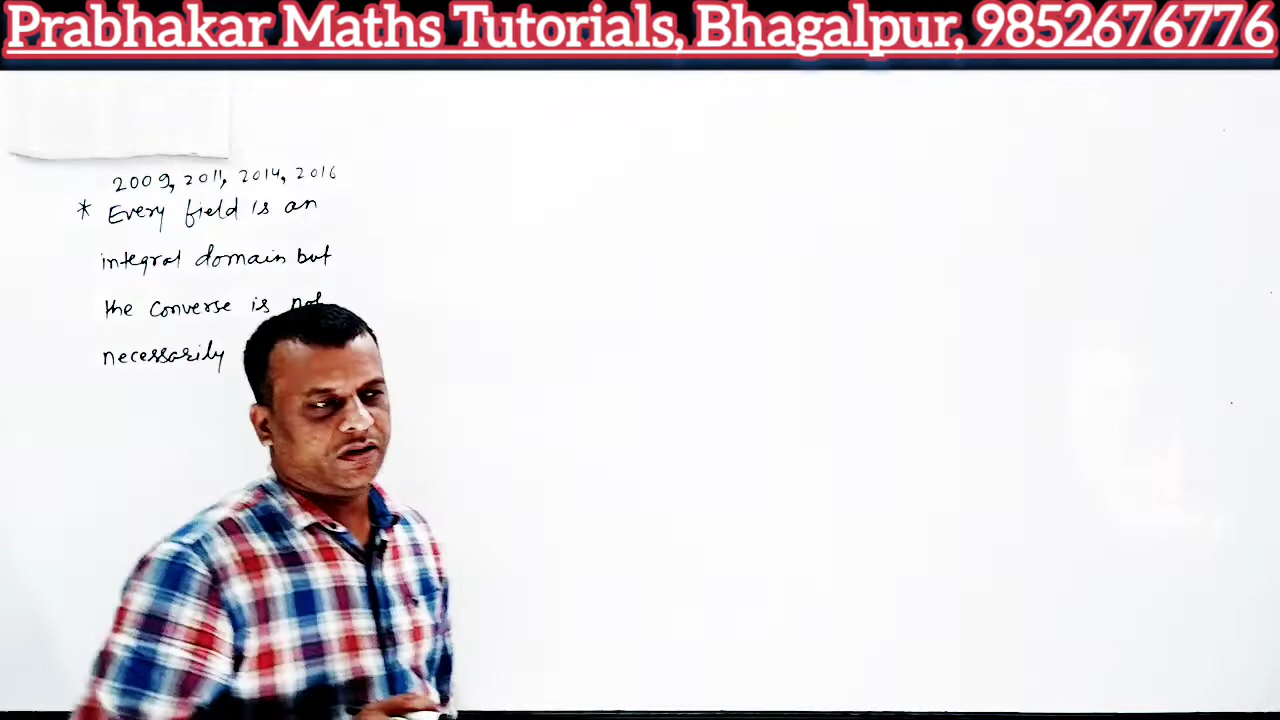 Prabhakar Maths Tutorials, Bhagalpur, 9852676776
2009, 2011, 2014, 2016
* Every field is an
integral domain but
the converse is not
necessarily